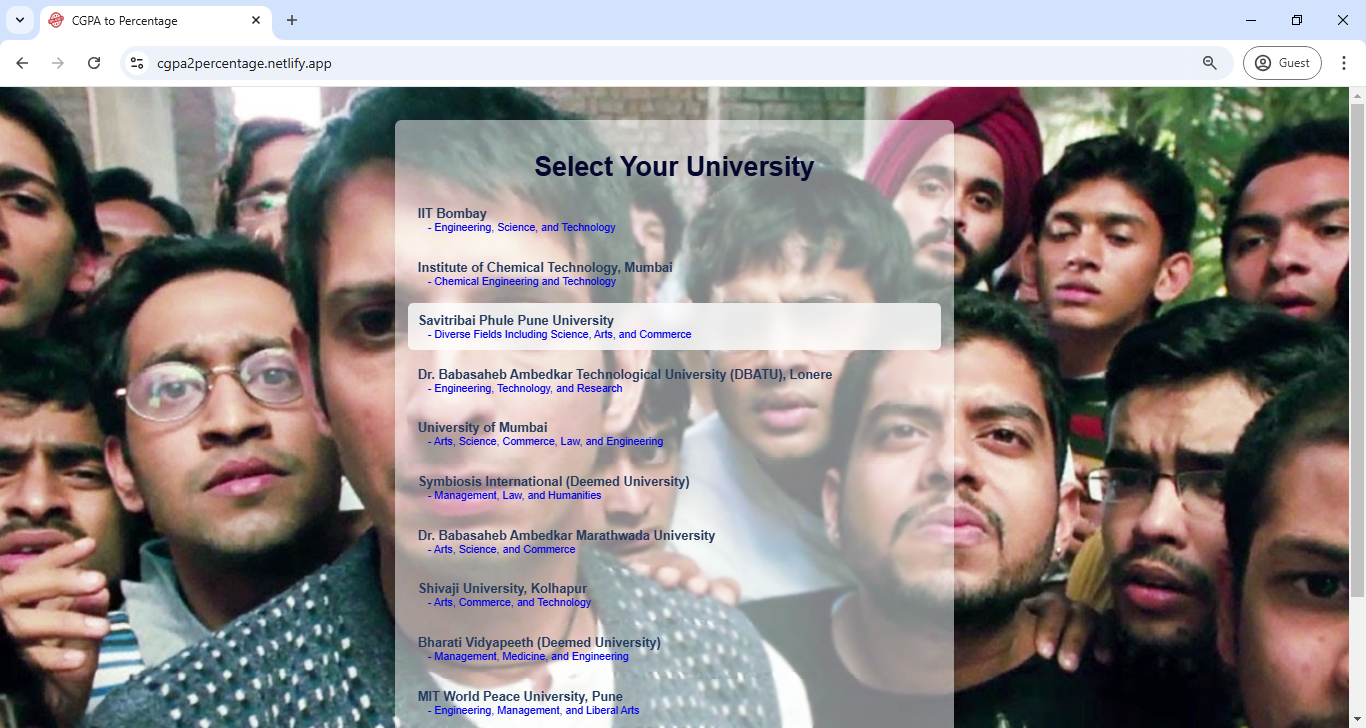 CGPA to Percentage
cgpa2percentage.netlify.app
Guest
Select Your University
IIT Bombay
- Engineering, Science, and Technology
Institute of Chemical Technology, Mumbai
- Chemical Engineering and Technology
Savitribai Phule Pune University
- Diverse Fields Including Science, Arts, and Commerce
Dr. Babasaheb Ambedkar Technological University (DBATU), Lonere
- Engineering, Technology, and Research
University of Mumbai
- Arts, Science, Commerce, Law, and Engineering
Symbiosis International (Deemed University)
- Management, Law, and Humanities
Dr. Babasaheb Ambedkar Marathwada University
- Arts, Science, and Commerce
Shivaji University, Kolhapur
- Arts, Commerce, and Technology
Bharati Vidyapeeth (Deemed University)
- Management, Medicine, and Engineering
MIT World Peace University, Pune
- Engineering, Management, and Liberal Arts